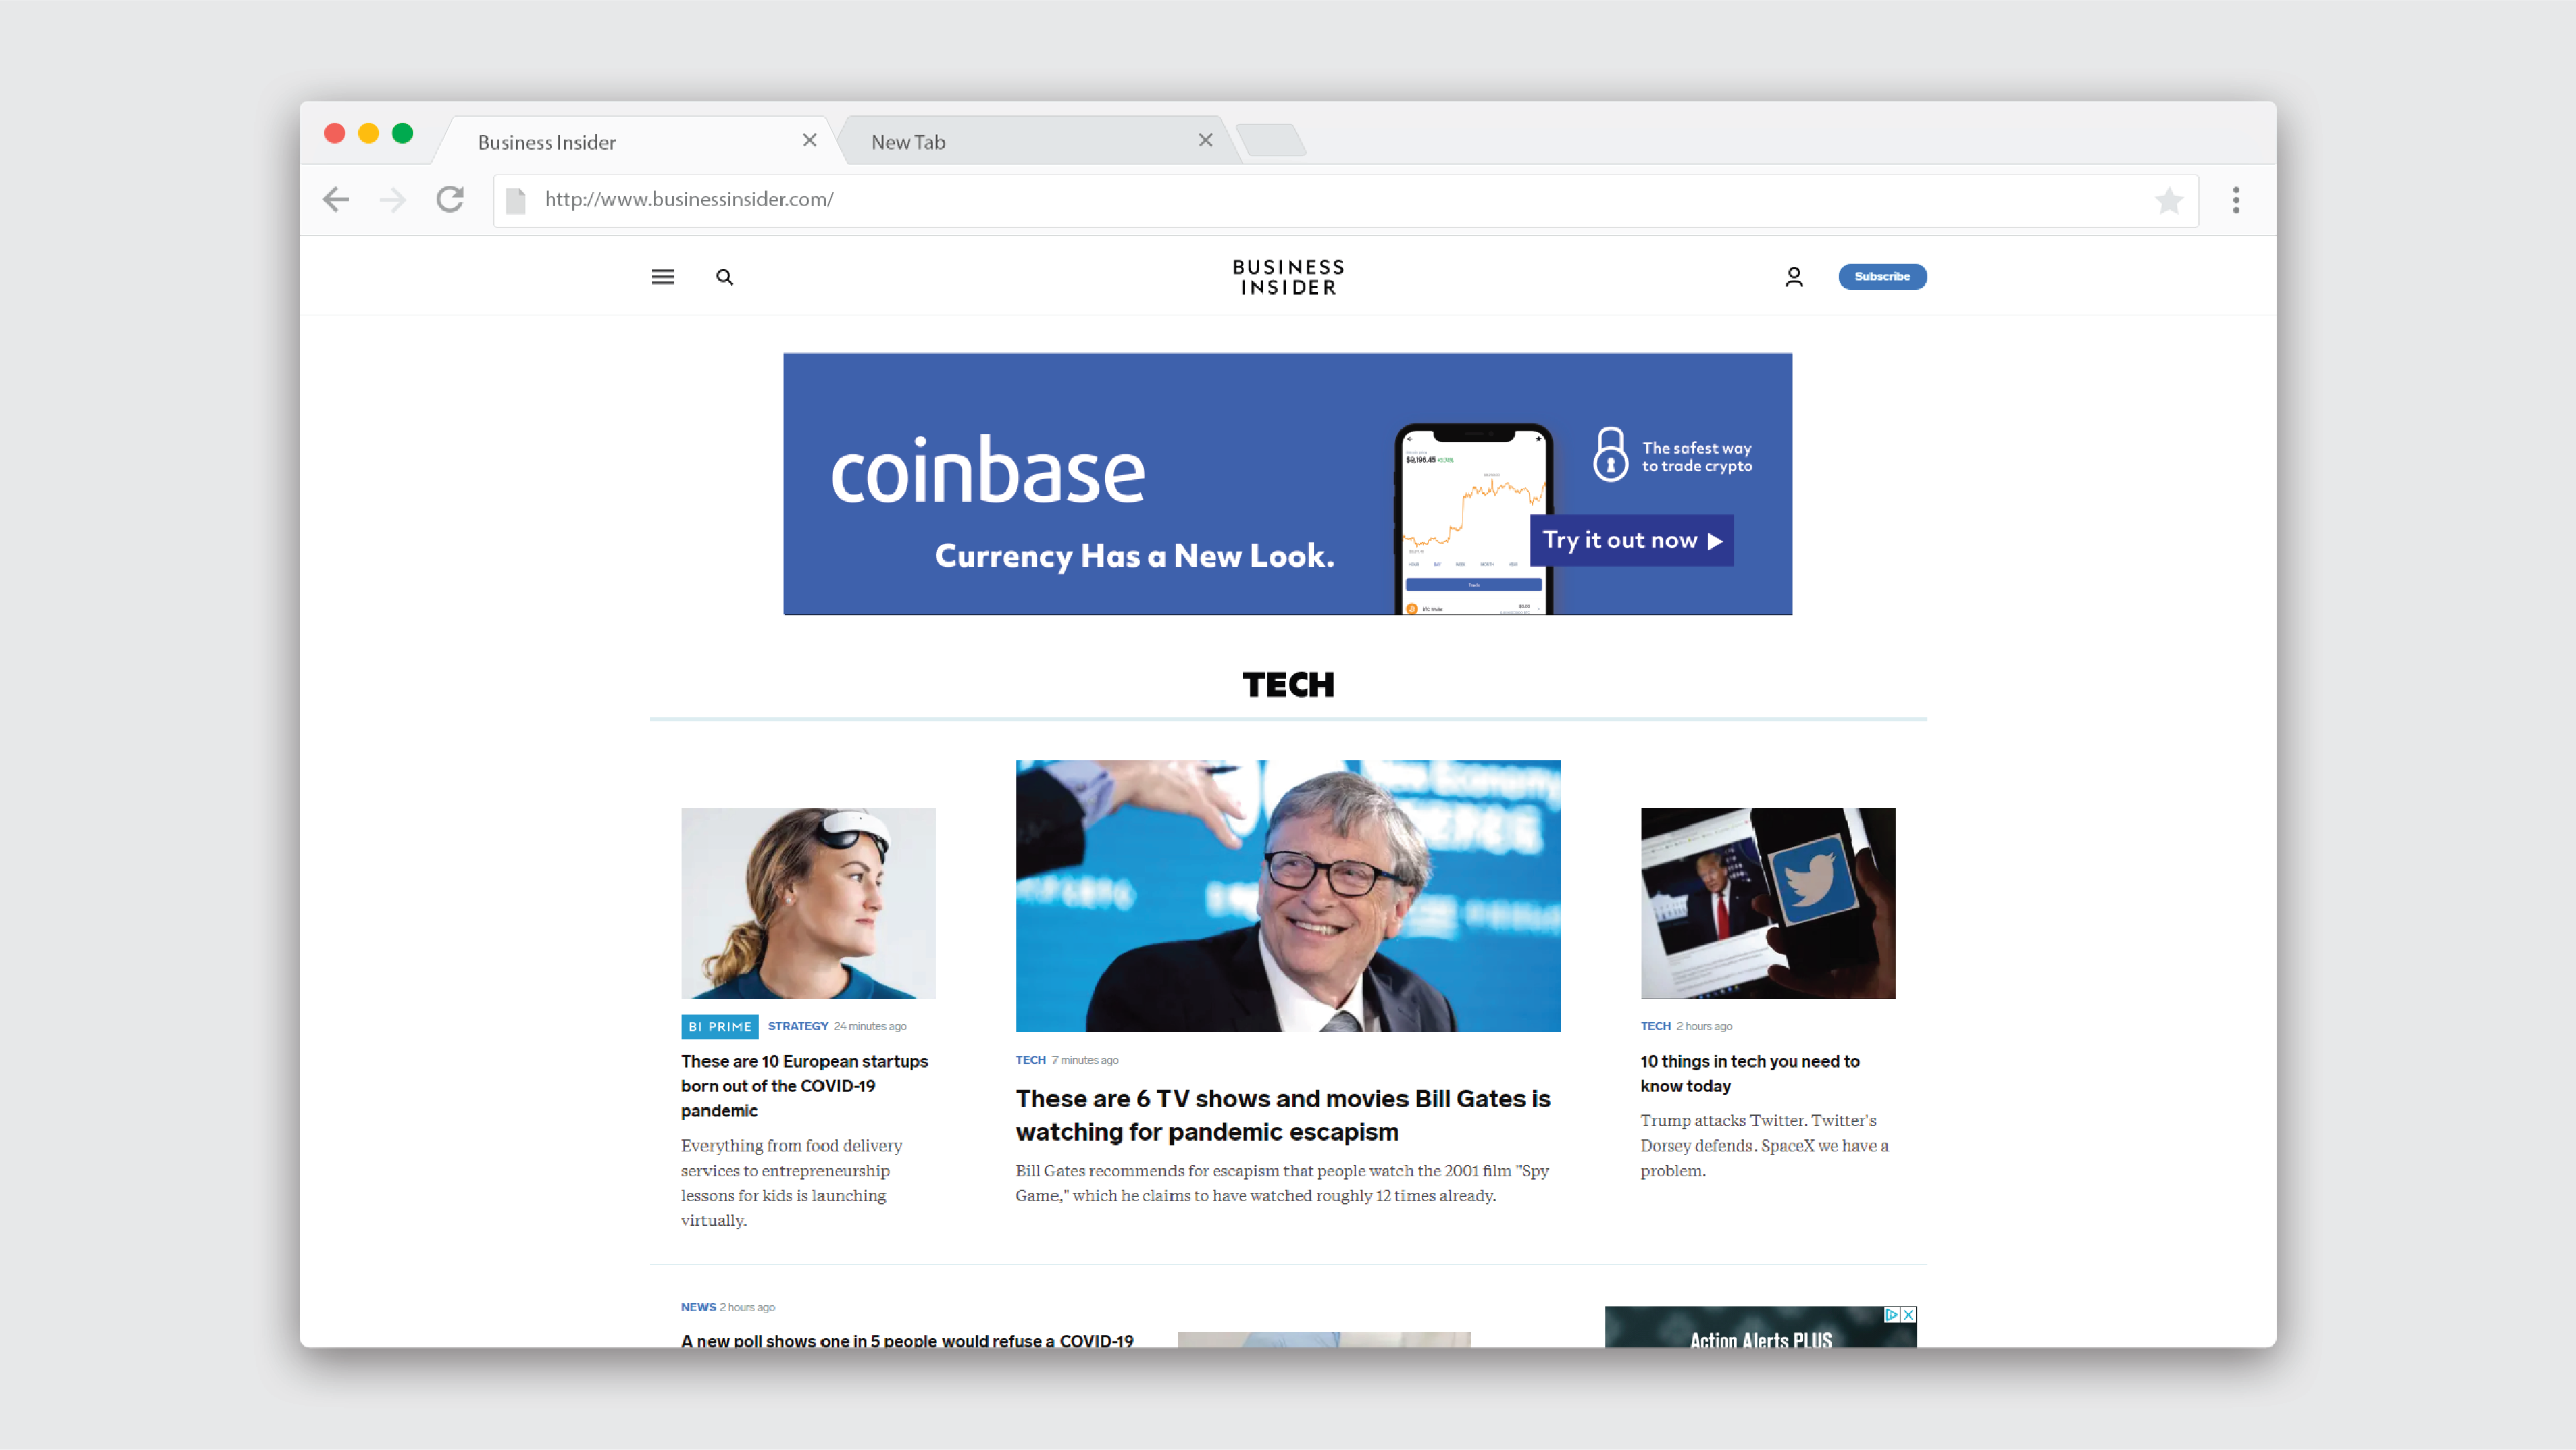 Business Insider
New Tab
http://www.businessinsider.com/
BUSINESS
INSIDER
Subscribe
coinbase
Currency Has a New Look.
$9,196.45
The safest way
to trade crypto
Try it out now
TECH
BI PRIME STRATEGY 24 minutes ago
These are 10 European startups
born out of the COVID-19
pandemic
Everything from food delivery
services to entrepreneurship
lessons for kids is launching
virtually.
TECH 7 minutes ago
These are 6 TV shows and movies Bill Gates is
watching for pandemic escapism
Bill Gates recommends for escapism that people watch the 2001 film "Spy
Game," which he claims to have watched roughly 12 times already.
TECH 2 hours ago
10 things in tech you need to
know today
Trump attacks Twitter. Twitter's
Dorsey defends. SpaceX we have a
problem.
NEWS 2 hours ago
A new poll shows one in 5 people would refuse a COVID-19
Action Alerts PLUS